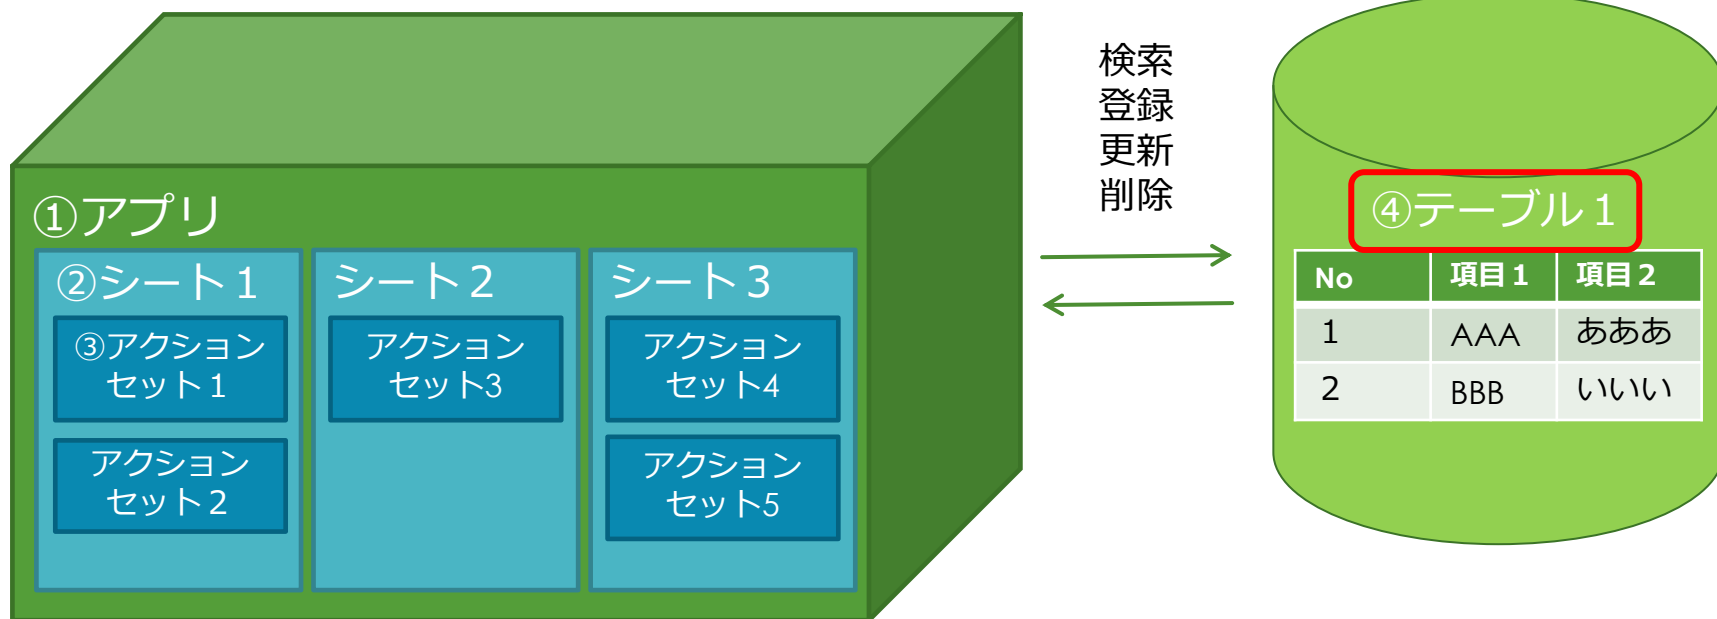 ①アプリ
②シート１
③アクション
セット１
アクション
セット２
シート２
アクション
セット3
シート３
アクション
セット4
アクション
セット5
検索
登録
更新
削除
④テーブル１
No 項目１ 項目２
1 AAA あああ
2 BBB いいい